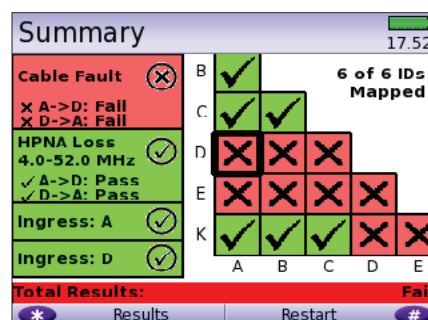 Summary
17.52
Cable Fault
A->D: Fail
D->A: Fail
HPNA Loss
4.0-52.0 MHz
A->D: Pass
D->A: Pass
Ingress: A
Ingress: D
6 of 6 IDs
Mapped
B
C
D
E
K
A B C D E
Total Results:
* Results Restart #